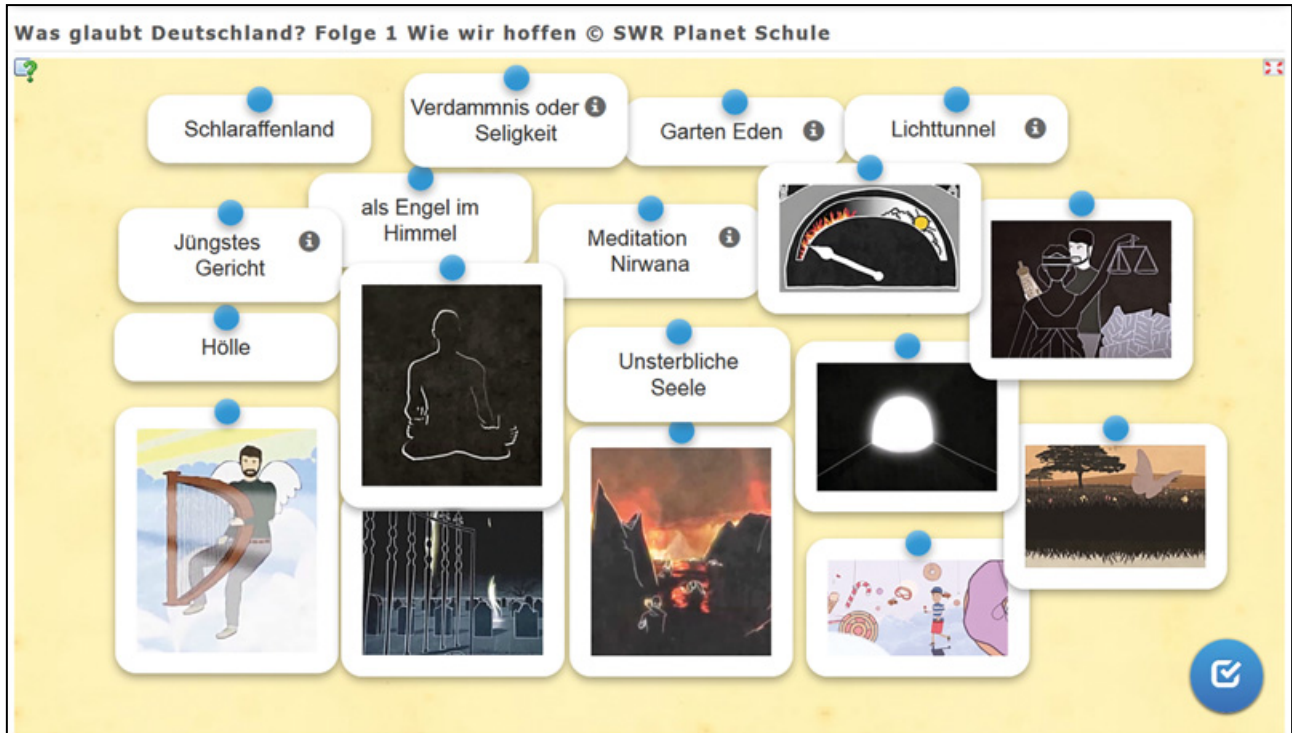 Was glaubt Deutschland? Folge 1 Wie wir hoffen © SWR Planet Schule
Schlaraffenland
Verdammnis oder
Seligkeit
Garten Eden
Lichttunnel
als Engel im
Himmel
Jüngstes
Gericht
Meditation
Nirwana
Hölle
Unsterbliche
Seele